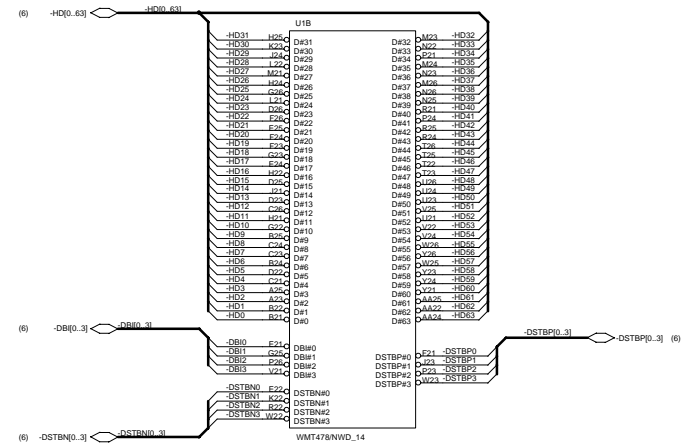 (6) -HD[0..63] -HD[0..63]
U1B
-HD31 H25 D#31 D#32 M23 -HD32
-HD30 K23 D#30 D#33 N22 -HD33
-HD29 J24 D#29 D#34 P21 -HD34
-HD28 L22 D#28 D#35 M24 -HD35
-HD27 M21 D#27 D#36 N23 -HD36
-HD26 H24 D#26 D#37 M26 -HD37
-HD25 G26 D#25 D#38 N26 -HD38
-HD24 L21 D#24 D#39 N25 -HD39
-HD23 D26 D#23 D#40 R21 -HD40
-HD22 F26 D#22 D#41 P24 -HD41
-HD21 E25 D#21 D#42 R25 -HD42
-HD20 F24 D#20 D#43 R24 -HD43
-HD19 F23 D#19 D#44 T26 -HD44
-HD18 G23 D#18 D#45 T25 -HD45
-HD17 E24 D#17 D#46 T22 -HD46
-HD16 H22 D#16 D#47 T23 -HD47
-HD15 D25 D#15 D#48 U26 -HD48
-HD14 J21 D#14 D#49 U24 -HD49
-HD13 D23 D#13 D#50 U23 -HD50
-HD12 C26 D#12 D#51 V25 -HD51
-HD11 H21 D#11 D#52 U21 -HD52
-HD10 G22 D#10 D#53 V22 -HD53
-HD9 B25 D#9 D#54 V24 -HD54
-HD8 C24 D#8 D#55 W26 -HD55
-HD7 C23 D#7 D#56 Y26 -HD56
-HD6 B24 D#6 D#57 W25 -HD57
-HD5 D22 D#5 D#58 Y23 -HD58
-HD4 C21 D#4 D#59 Y24 -HD59
-HD3 A25 D#3 D#60 Y21 -HD60
-HD2 A23 D#2 D#61 AA25 -HD61
-HD1 B22 D#1 D#62 AA22 -HD62
-HD0 B21 D#0 D#63 AA24 -HD63
(6) -DBI[0..3] -DBI[0..3]
-DSTBP[0..3] -DSTBP[0..3] (6)
-DBI0 E21 DBI#0
-DBI1 G25 DBI#1 DSTBP#0 F21 -DSTBP0
-DBI2 P26 DBI#2 DSTBP#1 J23 -DSTBP1
-DBI3 V21 DBI#3 DSTBP#2 P23 -DSTBP2
DSTBP#3 W23 -DSTBP3
-DSTBN0 E22 DSTBN#0
-DSTBN1 K22 DSTBN#1
-DSTBN2 R22 DSTBN#2
-DSTBN3 W22 DSTBN#3
(6) -DSTBN[0..3] -DSTBN[0..3]
WMT478/NWD_14